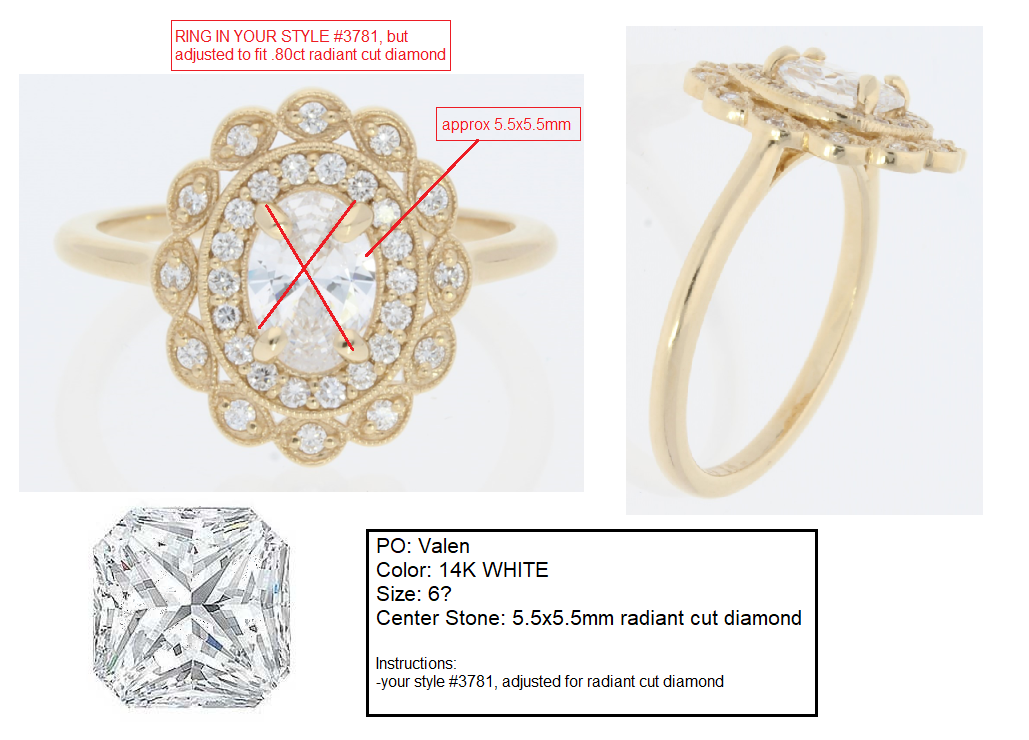 RING IN YOUR STYLE #3781, but
adjusted to fit .80ct radiant cut diamond
approx 5.5x5.5mm
PO: Valen
Color: 14K WHITE
Size: 6?
Center Stone: 5.5x5.5mm radiant cut diamond
Instructions:
-your style #3781, adjusted for radiant cut diamond